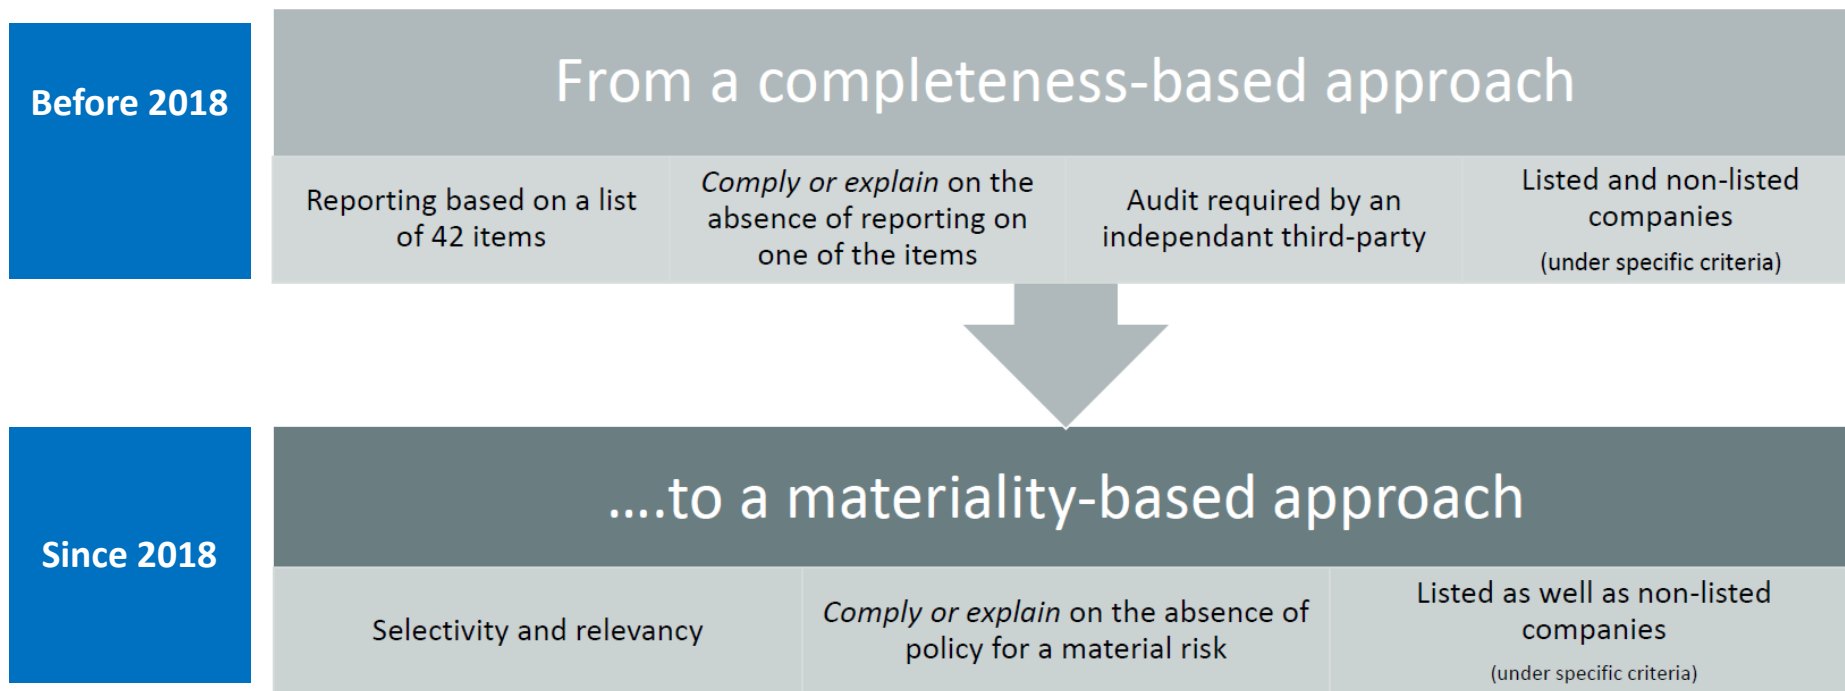 Before 2018
From a completeness-based approach
Reporting based on a list
of 42 items
Comply or explain on the
absence of reporting on
one of the items
Audit required by an
independant third-party
Listed and non-listed
companies
(under specific criteria)
Since 2018
....to a materiality-based approach
Selectivity and relevancy
Comply or explain on the absence of
policy for a material risk
Listed as well as non-listed
companies
(under specific criteria)